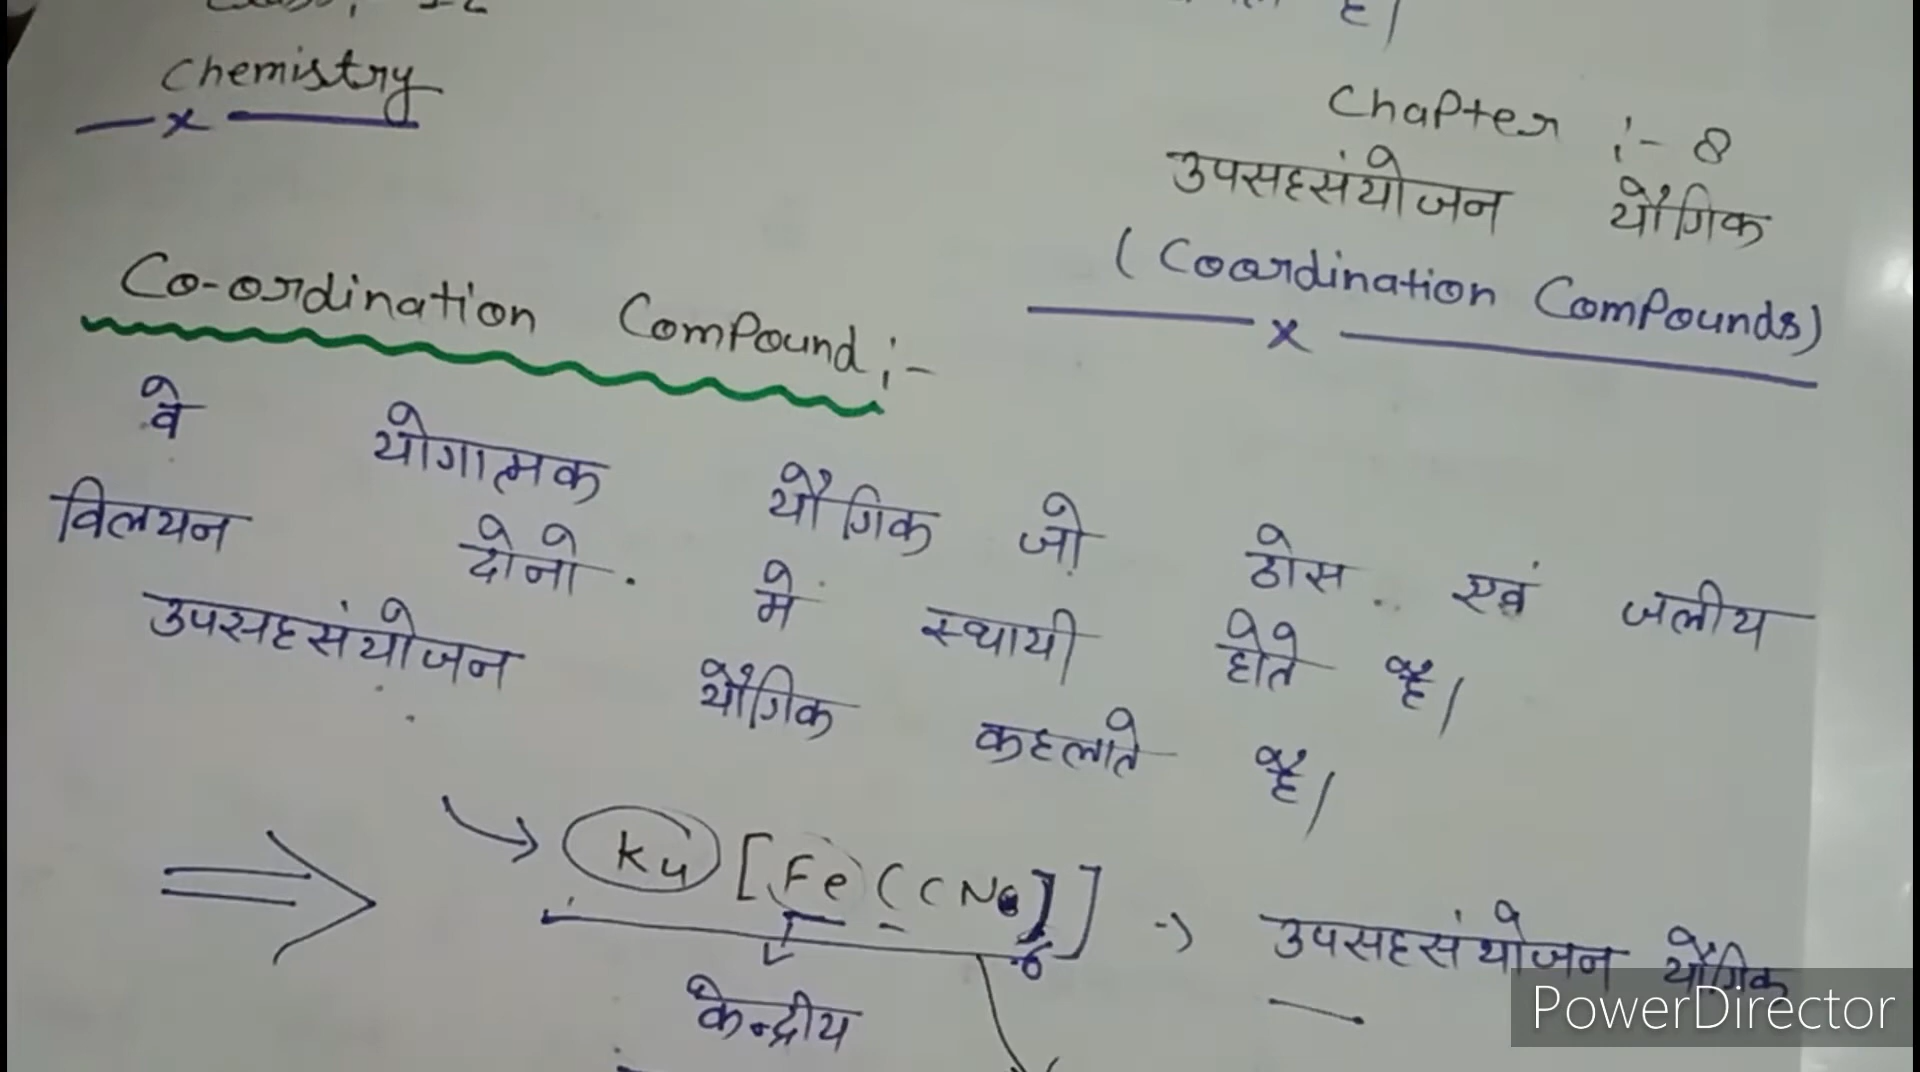 Chemistry
Chapter :- 8
उपसहसंयोजन यौगिक
(Coordination Compounds)
Co-ordination Compound :-
वे योगात्मक यौगिक जो ठोस एवं जलीय
विलयन दोनो में स्थायी होते है।
उपसहसंयोजन यौगिक कहलाते है।
K4 [Fe(CN)6] → उपसहसंयोजन यौगिक
केन्द्रीय
PowerDirector